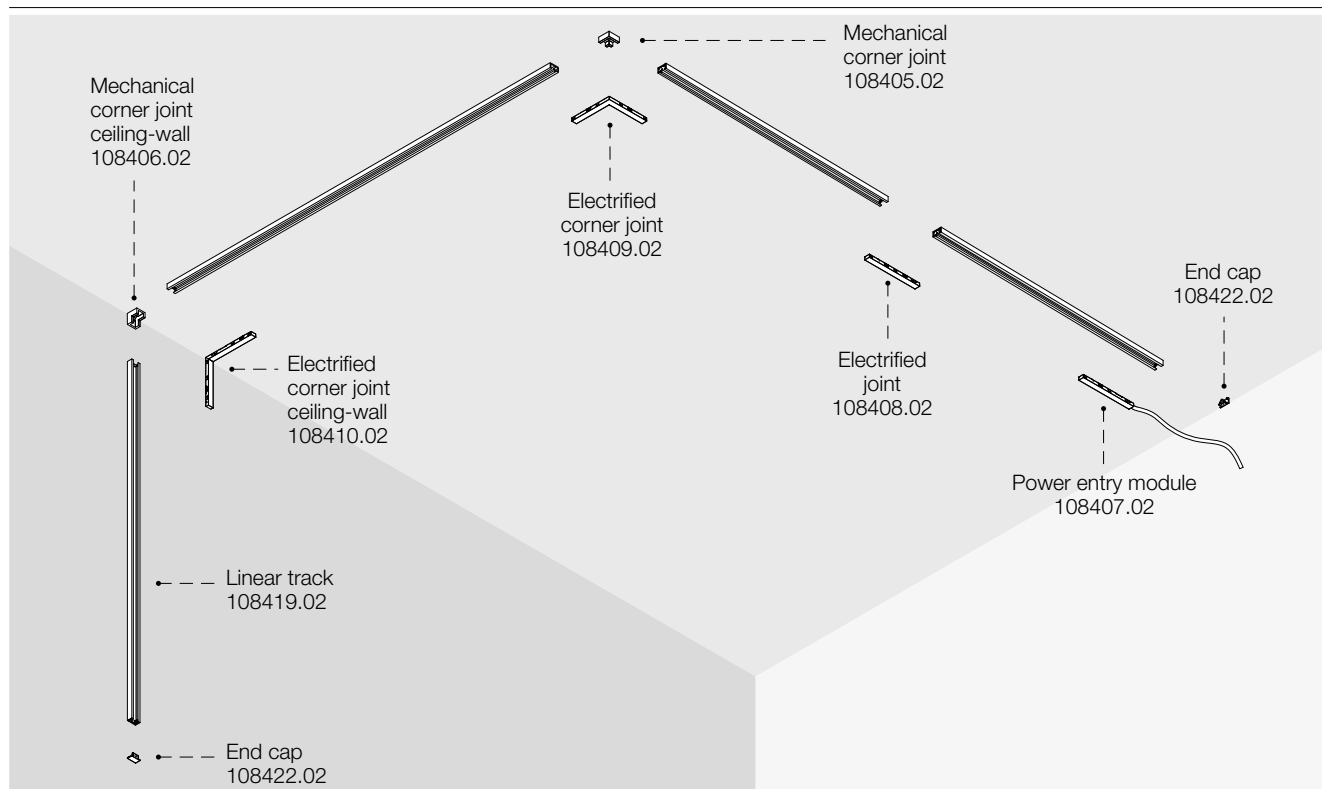 Mechanical
corner joint
108405.02
Mechanical
corner joint
ceiling-wall
108406.02
Electrified
corner joint
108409.02
End cap
108422.02
Electrified
corner joint
ceiling-wall
108410.02
Electrified
joint
108408.02
Power entry module
108407.02
Linear track
108419.02
End cap
108422.02